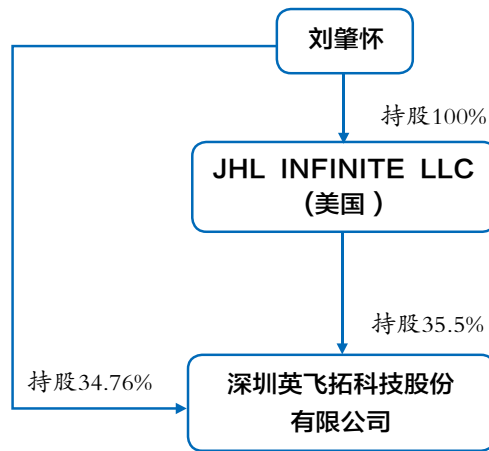 刘肇怀
持股100%
JHL INFINITE LLC
(美国 )
持股35.5%
持股34.76%
深圳英飞拓科技股份
有限公司